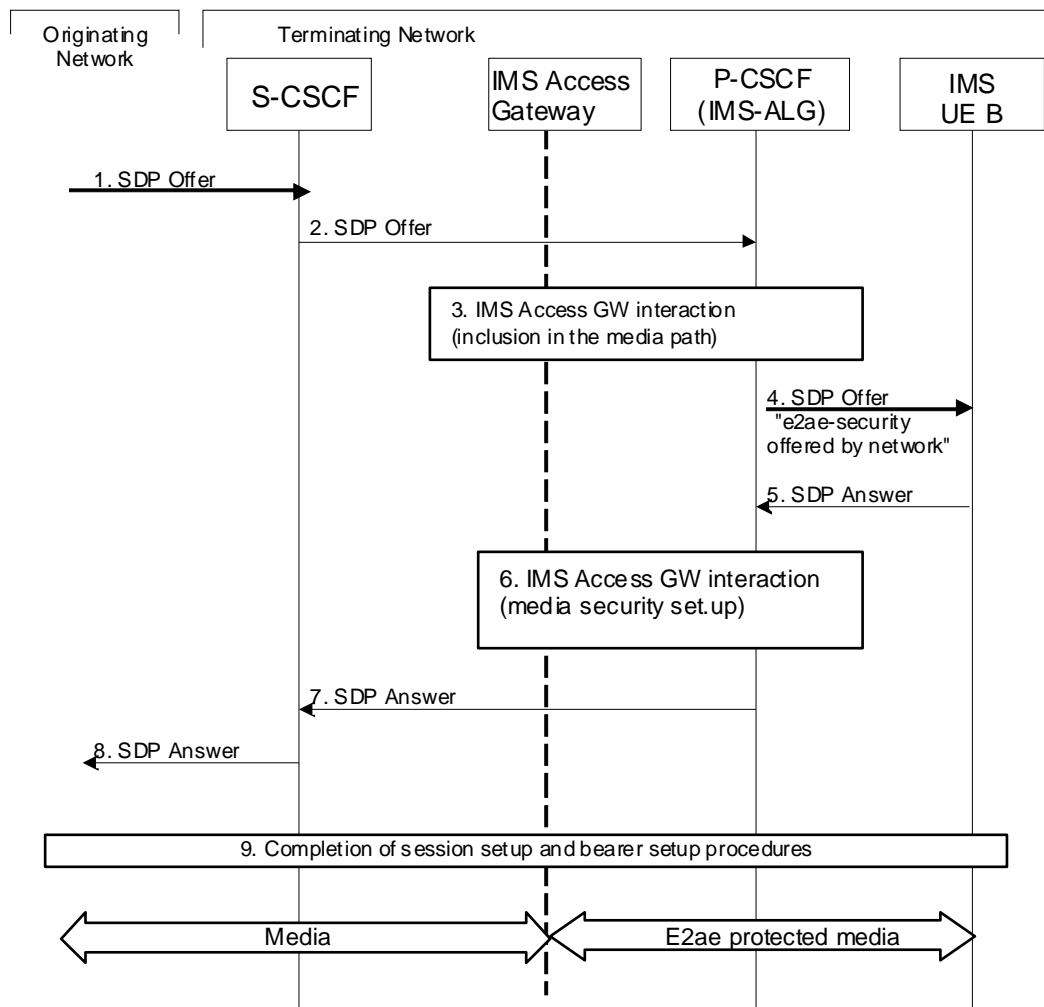 Originating
Network
Terminating Network
S-CSCF
IMS Access
Gateway
P-CSCF
(IMS-ALG)
IMS
UE B
1. SDP Offer
2. SDP Offer
3. IMS Access GW interaction
(inclusion in the media path)
4. SDP Offer
"e2ae-security
offered by network"
5. SDP Answer
6. IMS Access GW interaction
(media security set.up)
7. SDP Answer
8. SDP Answer
9. Completion of session setup and bearer setup procedures
Media
E2ae protected media